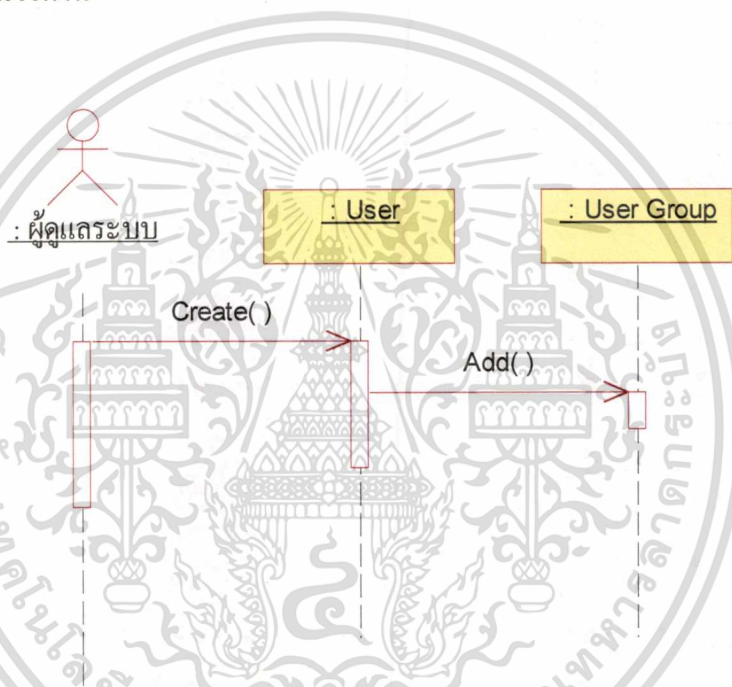 : ผู้ดูแลระบบ
: User
: User Group
Create( )
Add( )